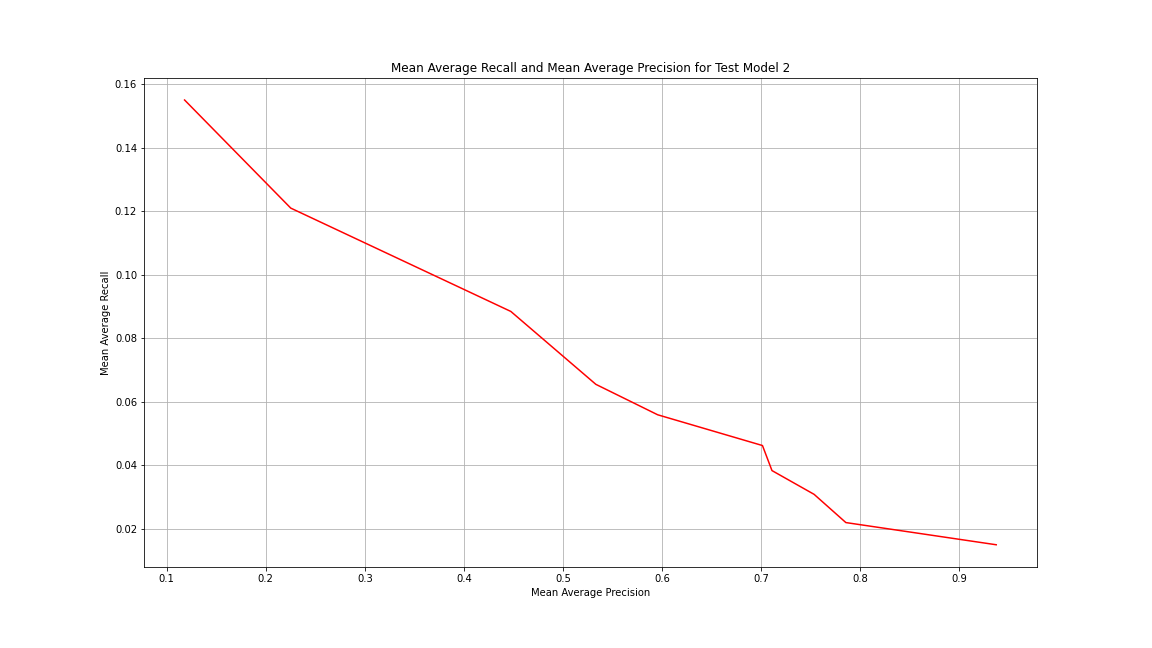 Mean Average Recall and Mean Average Precision for Test Model 2
0.16
0.14
0.12
0.10
0.08
0.06
0.04
0.02
Mean Average Recall
0.1 0.2 0.3 0.4 0.5 0.6 0.7 0.8 0.9
Mean Average Precision